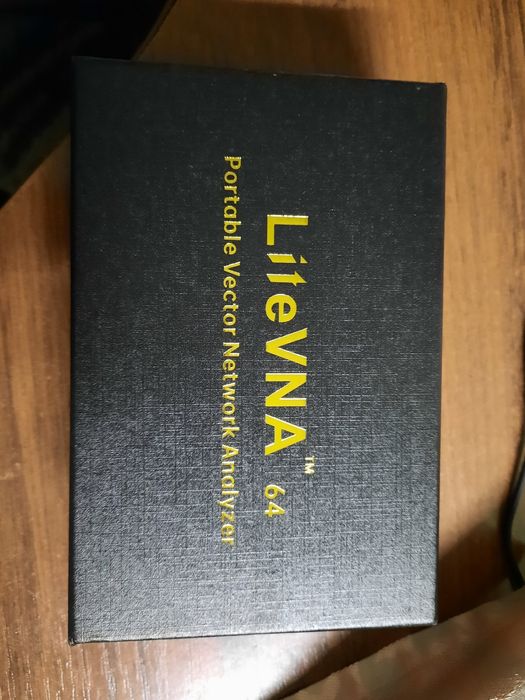 LiteVNA™ 64
Portable Vector Network Analyzer